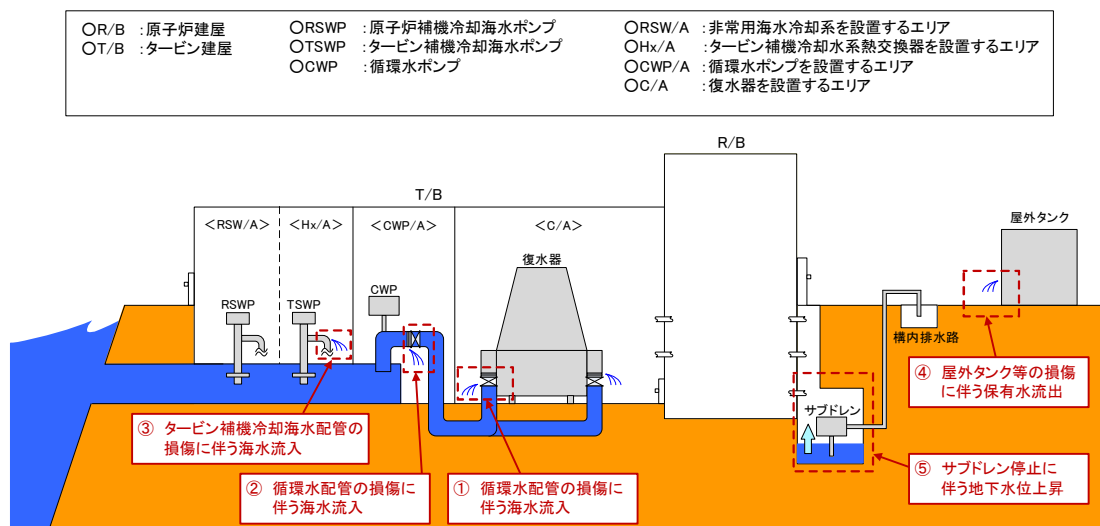 ○R/B :原子炉建屋
○T/B :タービン建屋
○RSWP :原子炉補機冷却海水ポンプ
○TSWP :タービン補機冷却海水ポンプ
○CWP :循環水ポンプ
○RSW/A :非常用海水冷却系を設置するエリア
○Hx/A :タービン補機冷却水系熱交換器を設置するエリア
○CWP/A :循環水ポンプを設置するエリア
○C/A :復水器を設置するエリア
R/B
T/B
<RSW/A>
<Hx/A>
<CWP/A>
<C/A>
屋外タンク
復水器
CWP
RSWP
TSWP
構内排水路
サブドレン
④ 屋外タンク等の損傷
に伴う保有水流出
③ タービン補機冷却海水配管の
損傷に伴う海水流入
② 循環水配管の損傷に
伴う海水流入
① 循環水配管の損傷に
伴う海水流入
⑤ サブドレン停止に
伴う地下水位上昇